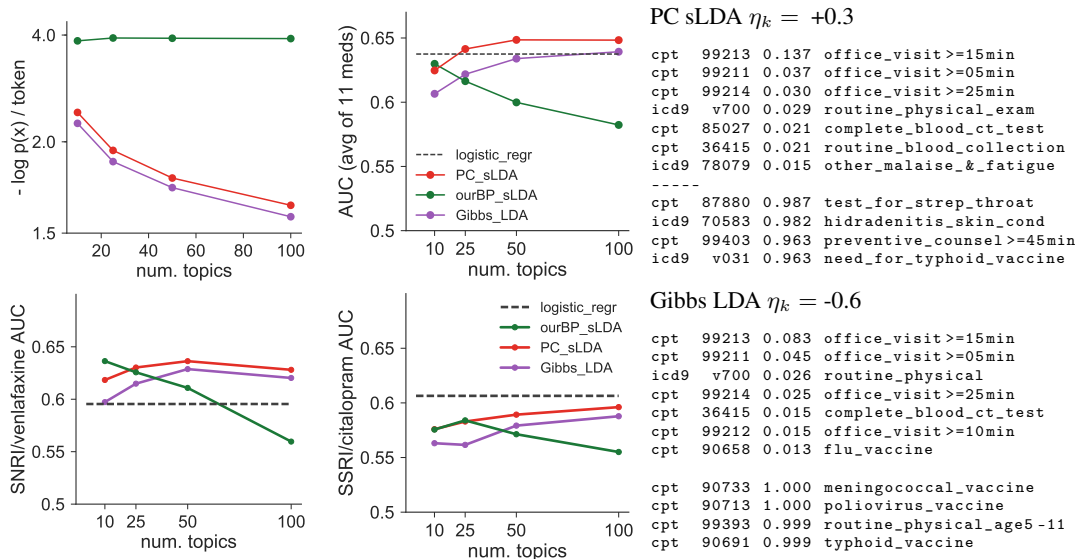 4.0
2.0
1.5
- log p(x) / token
20 40 60 80 100
num. topics
0.65
0.6
0.5
AUC (avg of 11 meds)
logistic_regr
PC_sLDA
ourBP_sLDA
Gibbs_LDA
10 25 50 100
num. topics
PC sLDA ηk = +0.3
cpt 99213 0.137 office_visit>=15min
cpt 99211 0.037 office_visit>=05min
cpt 99214 0.030 office_visit>=25min
icd9 v700 0.029 routine_physical_exam
cpt 85027 0.021 complete_blood_ct_test
cpt 36415 0.021 routine_blood_collection
icd9 78079 0.015 other_malaise_&_fatigue
-----
cpt 87880 0.987 test_for_strep_throat
icd9 70583 0.982 hidradenitis_skin_cond
cpt 99403 0.963 preventive_counsel>=45min
icd9 v031 0.963 need_for_typhoid_vaccine
0.65
0.6
0.55
0.5
SNRI/venlafaxine AUC
10 25 50 100
num. topics
0.65
0.6
0.55
0.5
SSRI/citalopram AUC
logistic_regr
ourBP_sLDA
PC_sLDA
Gibbs_LDA
10 25 50 100
num. topics
Gibbs LDA ηk = -0.6
cpt 99213 0.083 office_visit>=15min
cpt 99211 0.045 office_visit>=05min
icd9 v700 0.026 routine_physical
cpt 99214 0.025 office_visit>=25min
cpt 36415 0.015 complete_blood_ct_test
cpt 99212 0.015 office_visit>=10min
cpt 90658 0.013 flu_vaccine
cpt 90733 1.000 meningococcal_vaccine
cpt 90713 1.000 poliovirus_vaccine
cpt 99393 0.999 routine_physical_age5-11
cpt 90691 0.999 typhoid_vaccine